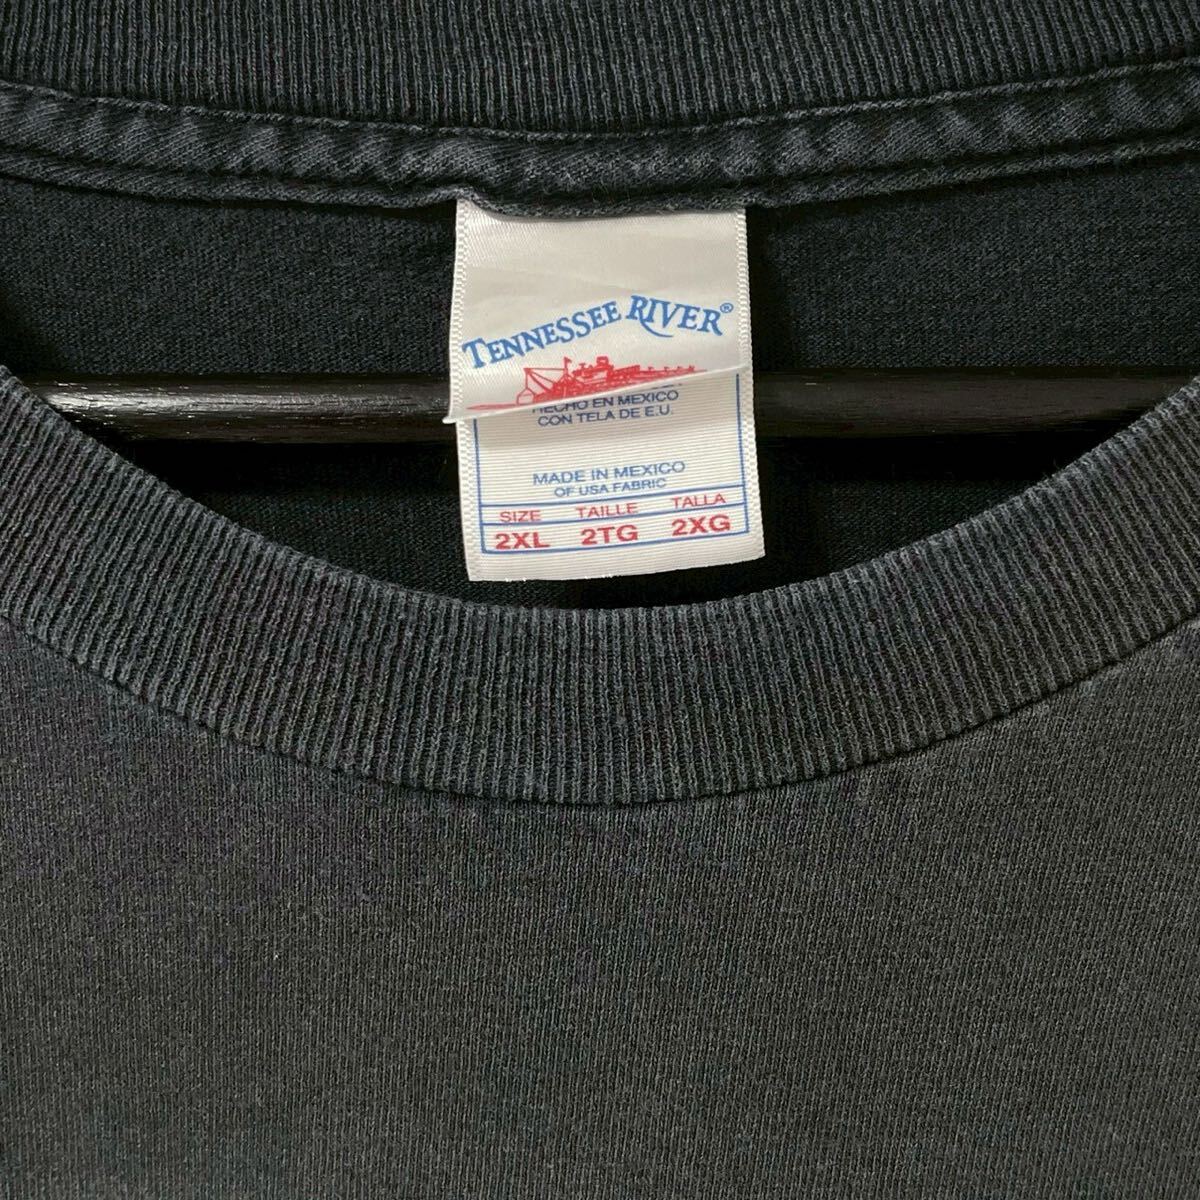 TENNESSEE RIVER®
HECHO EN MEXICO
CON TELA DE E.U.
MADE IN MEXICO
OF USA FABRIC
SIZE TAILLE TALLA
2XL 2TG 2XG